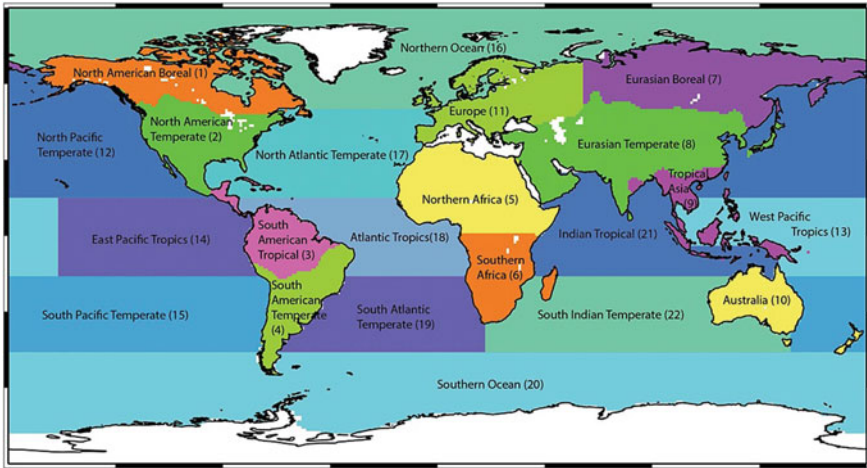 Northern Ocean (16)
North American Boreal (1)
Eurasian Boreal (7)
North American
Temperate (2)
Europe (11)
North Pacific
Temperate (12)
Eurasian Temperate (8)
North Atlantic Temperate (17)
Tropical
Asia
(9)
Northern Africa (5)
West Pacific
Tropics (13)
East Pacific Tropics (14)
South
American
Tropical (3)
Atlantic Tropics(18)
Indian Tropical (21)
Southern
Africa (6)
South
American
Temperate
(4)
Australia (10)
South Pacific Temperate (15)
South Atlantic
Temperate (19)
South Indian Temperate (22)
Southern Ocean (20)